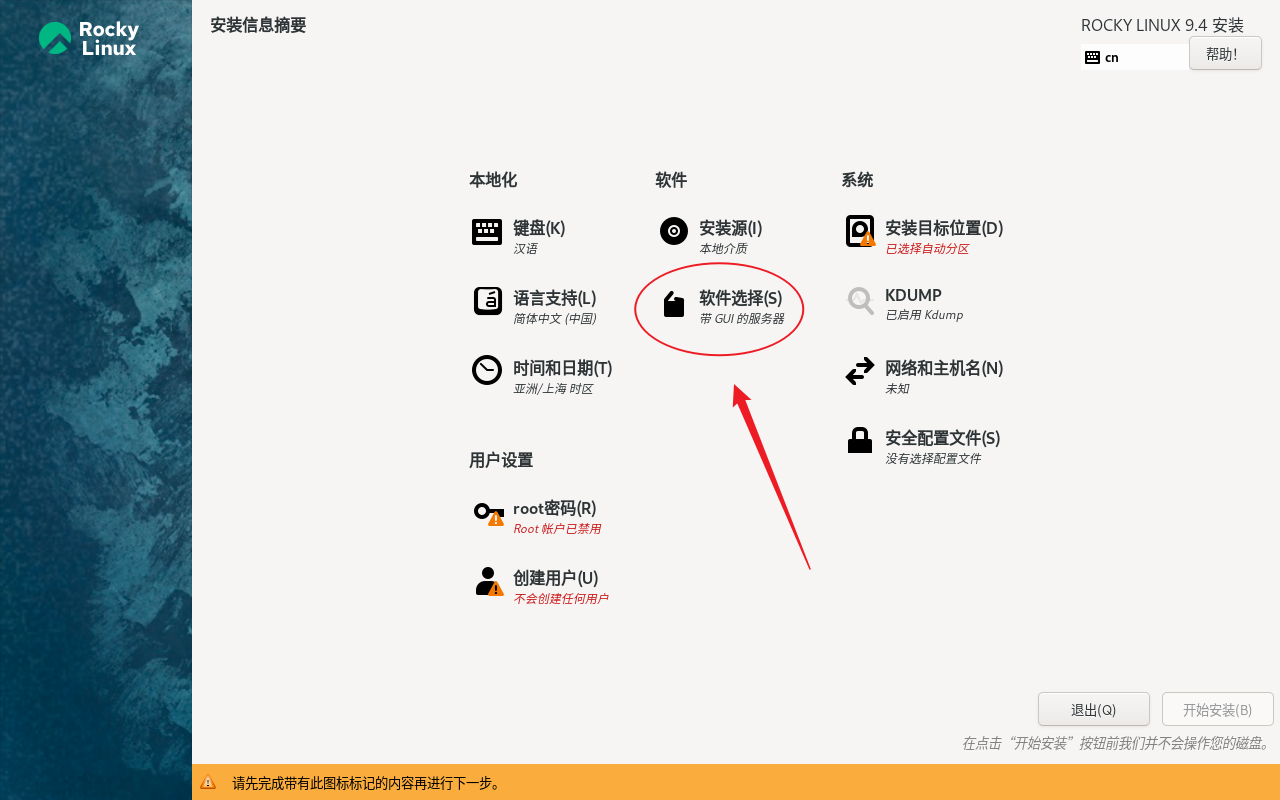 Rocky
Linux
安装信息摘要
ROCKY LINUX 9.4 安装
cn
帮助!
本地化
键盘(K)
汉语
语言支持(L)
简体中文 (中国)
时间和日期(T)
亚洲/上海 时区
用户设置
root密码(R)
Root 帐户已禁用
创建用户(U)
不会创建任何用户
软件
安装源(I)
本地介质
软件选择(S)
带 GUI 的服务器
系统
安装目标位置(D)
已选择自动分区
KDUMP
已启用 Kdump
网络和主机名(N)
未知
安全配置文件(S)
没有选择配置文件
退出(Q)
开始安装(B)
在点击“开始安装”按钮前我们并不会操作您的磁盘。
请先完成带有此图标标记的内容再进行下一步。